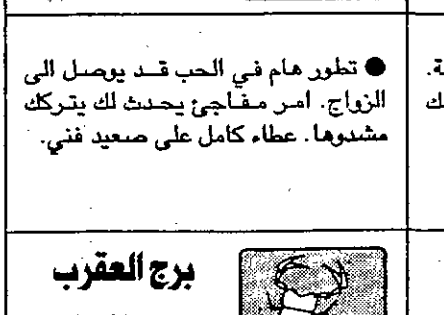 ● تطور هام في الحب قد يوصل الى
الزواج. امر مفاجئ يحدث لك يتركك
مشدوها. عطاء كامل على صعيد فني.
برج العقرب